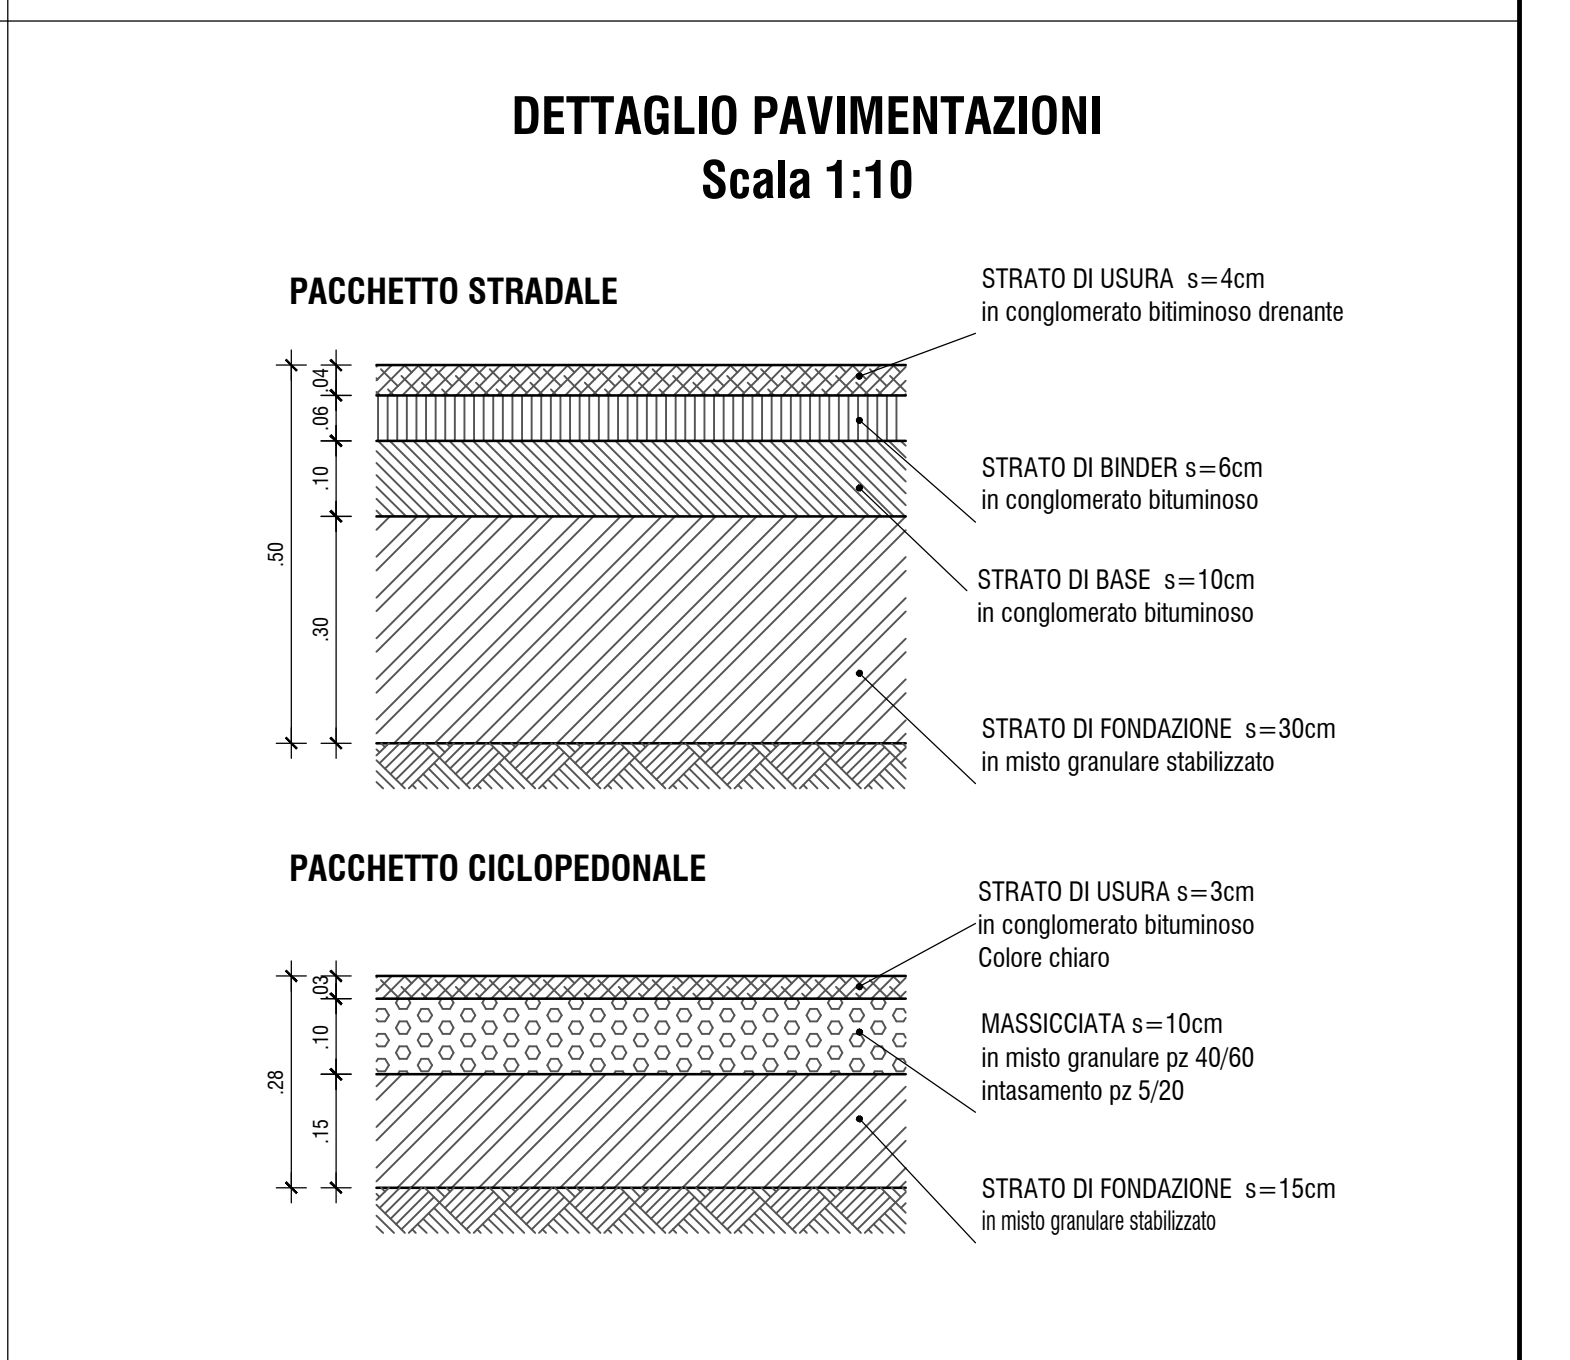 DETTAGLIO PAVIMENTAZIONI
Scala 1:10
PACCHETTO STRADALE
STRATO DI USURA s=4cm
in conglomerato bitiminoso drenante
.04
.06
.10
.30
.50
STRATO DI BINDER s=6cm
in conglomerato bituminoso
STRATO DI BASE s=10cm
in conglomerato bituminoso
STRATO DI FONDAZIONE s=30cm
in misto granulare stabilizzato
PACCHETTO CICLOPEDONALE
STRATO DI USURA s=3cm
in conglomerato bituminoso
Colore chiaro
.03
.10
.15
.28
MASSICCIATA s=10cm
in misto granulare pz 40/60
intasamento pz 5/20
STRATO DI FONDAZIONE s=15cm
in misto granulare stabilizzato